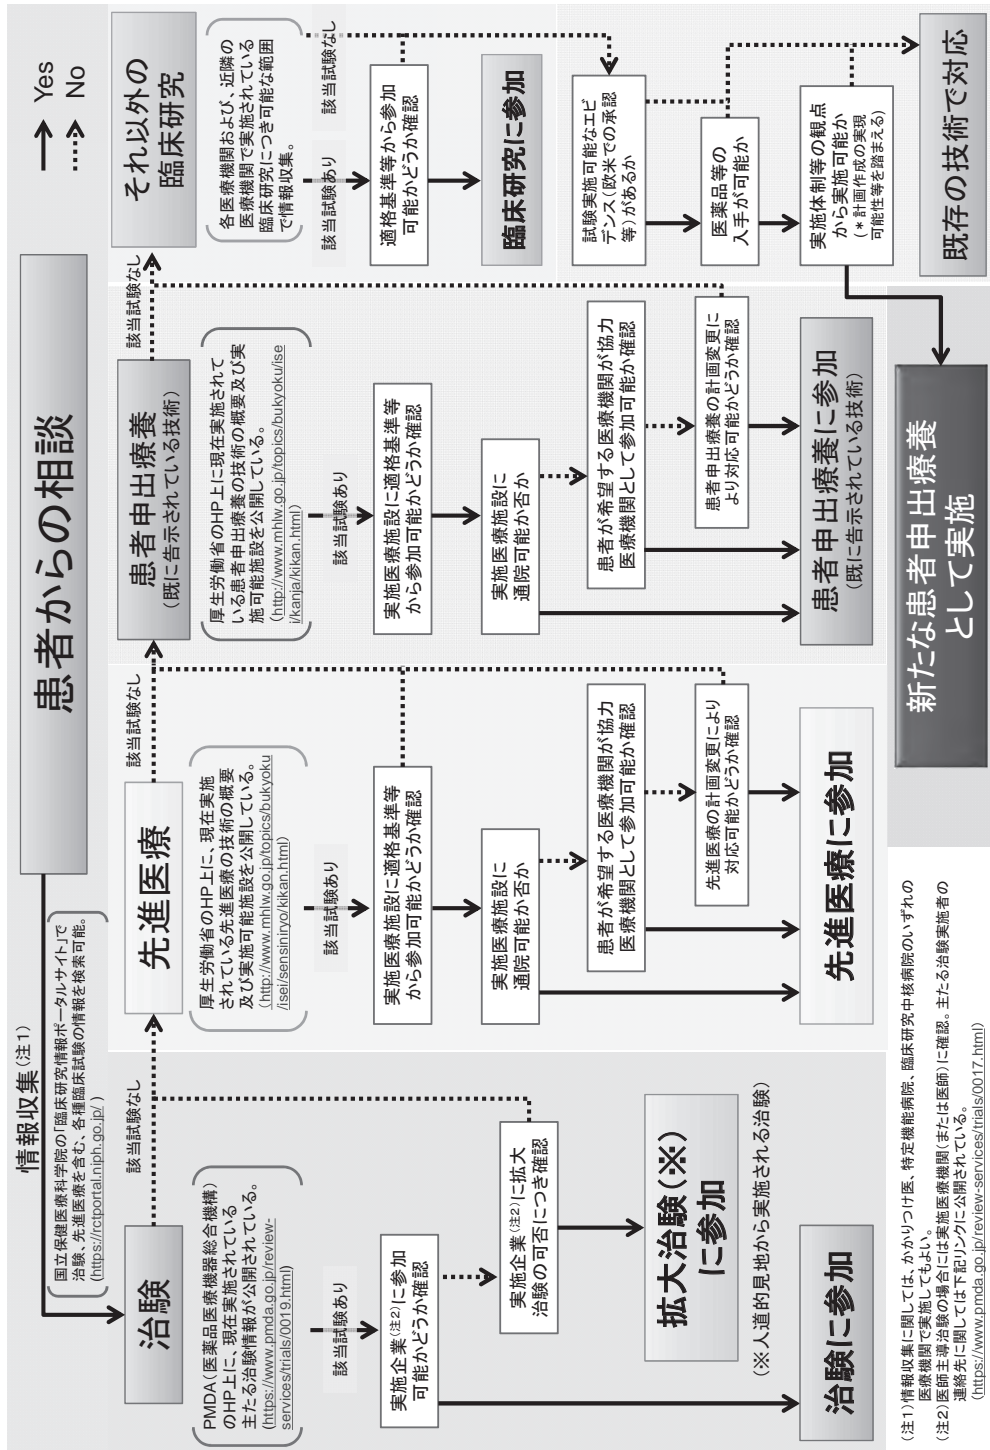 患者からの相談
→ Yes
⇢ No
情報収集(注1)
国立保健医療科学院の「臨床研究情報ポータルサイト」で
治験、先進医療を含む、各種臨床試験の情報を検索可能。
(https://rctportal.niph.go.jp/ )
治験
該当試験なし
PMDA(医薬品医療機器総合機構)
のHP上に、現在実施されている
主たる治験情報が公開されている。
(https://www.pmda.go.jp/review-
services/trials/0019.html)
該当試験あり
実施企業(注2)に参加
可能かどうか確認
実施企業(注2)に拡大
治験の可否につき確認
拡大治験(※)
に参加
(※人道的見地から実施される治験)
治験に参加
先進医療
該当試験なし
厚生労働省のHP上に、現在実施
されている先進医療の技術の概要
及び実施可能施設を公開している。
(http://www.mhlw.go.jp/topics/bukyoku
/isei/sensiniryo/kikan.html)
該当試験あり
実施医療施設に適格基準等
から参加可能かどうか確認
実施医療施設に
通院可能か否か
患者が希望する医療機関が協力
医療機関として参加可能か確認
先進医療の計画変更により
対応可能かどうか確認
先進医療に参加
患者申出療養
(既に告示されている技術)
該当試験なし
厚生労働省のHP上に現在実施されて
いる患者申出療養の技術の概要及び実
施可能施設を公開している。
(http://www.mhlw.go.jp/topics/bukyoku/ise
i/kanja/kikan.html)
該当試験あり
実施医療施設に適格基準等
から参加可能かどうか確認
実施医療施設に
通院可能か否か
患者が希望する医療機関が協力
医療機関として参加可能か確認
患者申出療養の計画変更に
より対応可能かどうか確認
患者申出療養に参加
(既に告示されている技術)
それ以外の
臨床研究
各医療機関および、近隣の
医療機関で実施されている
臨床研究につき可能な範囲
で情報収集。
該当試験あり
該当試験なし
適格基準等から参加
可能かどうか確認
臨床研究に参加
試験実施可能なエビ
デンス(欧米での承認
等)があるか
医薬品等の
入手が可能か
実施体制等の観点
から実施可能か
(*計画作成の実現
可能性等を踏まえる)
既存の技術で対応
新たな患者申出療養
として実施
(注1)情報収集に関しては、かかりつけ医、特定機能病院、臨床研究中核病院のいずれの
医療機関で実施してもよい。
(注2)医師主導治験の場合には実施医療機関(または医師)に確認。主たる治験実施者の
連絡先に関しては下記リンクに公開されている。
(https://www.pmda.go.jp/review-services/trials/0017.html)